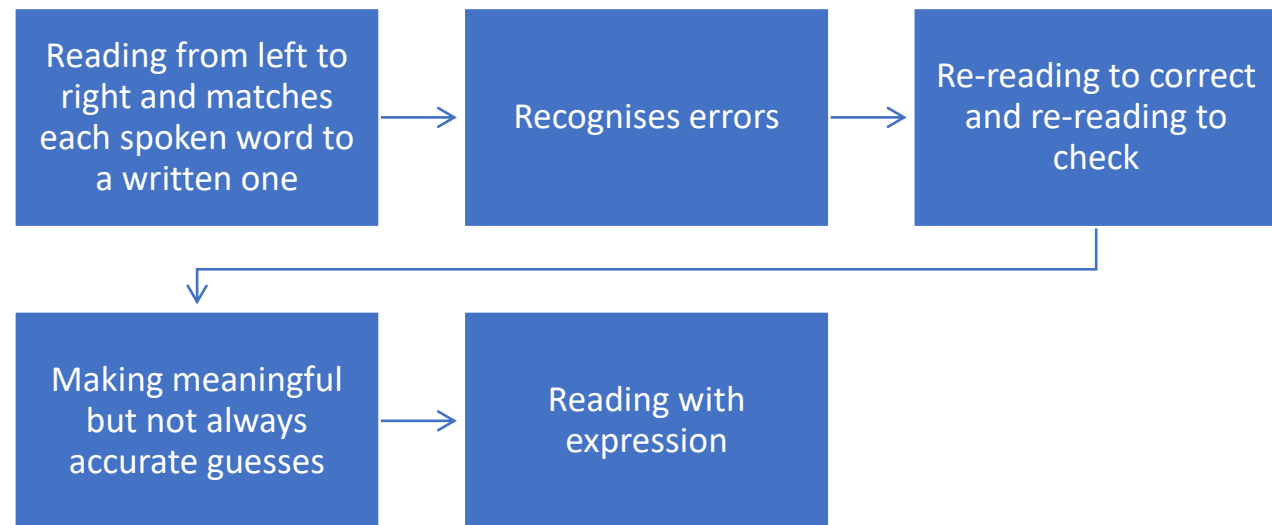 Reading from left to
right and matches
each spoken word to
a written one
Recognises errors
Re-reading to correct
and re-reading to
check
Making meaningful
but not always
accurate guesses
Reading with
expression